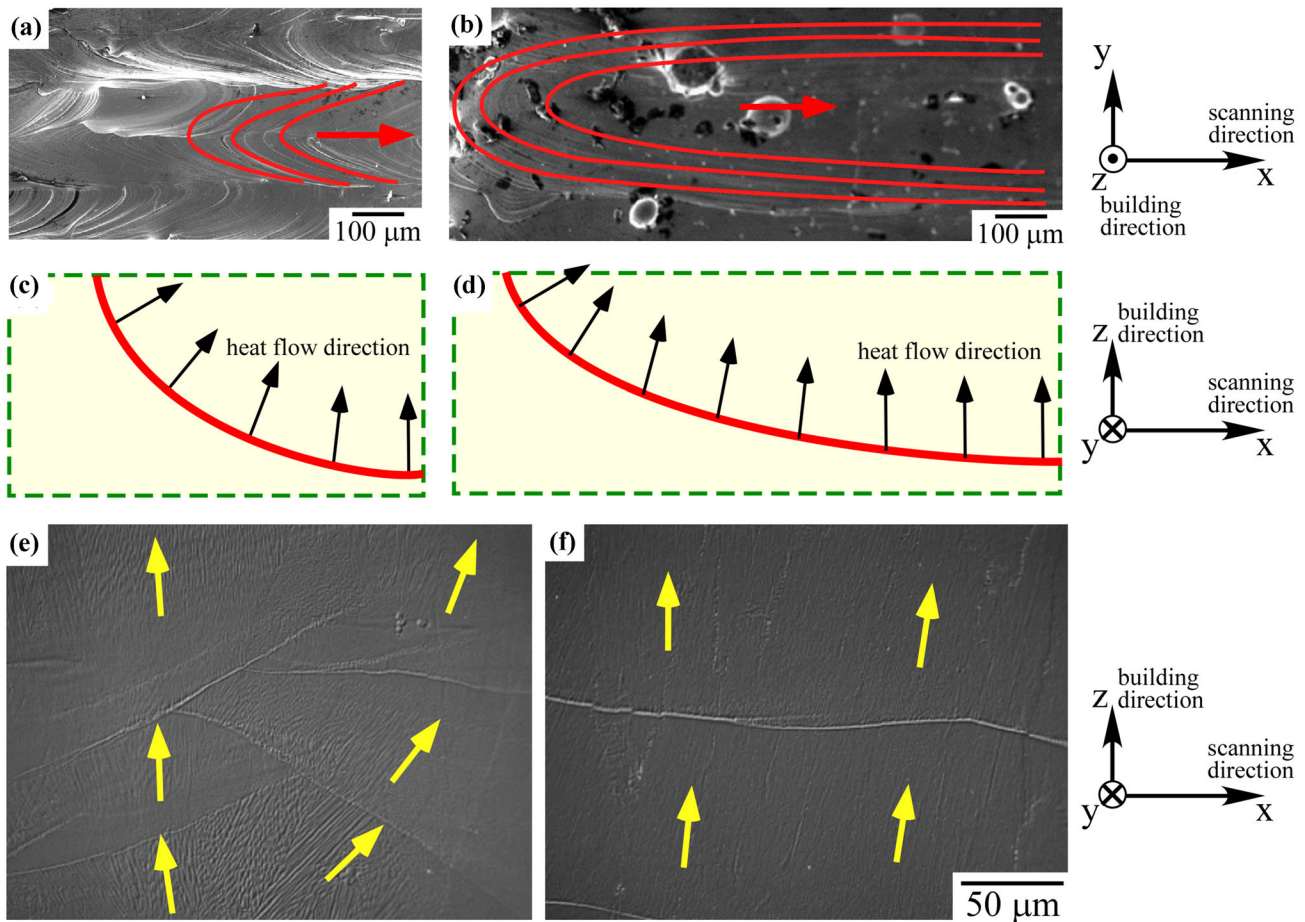 (a)
100 μm
(b)
100 μm
y
z
x
scanning
direction
building
direction
(c)
heat flow direction
(d)
heat flow direction
building
direction
z
scanning
direction
y
x
(e)
(f)
50 μm
building
direction
z
scanning
direction
y
x